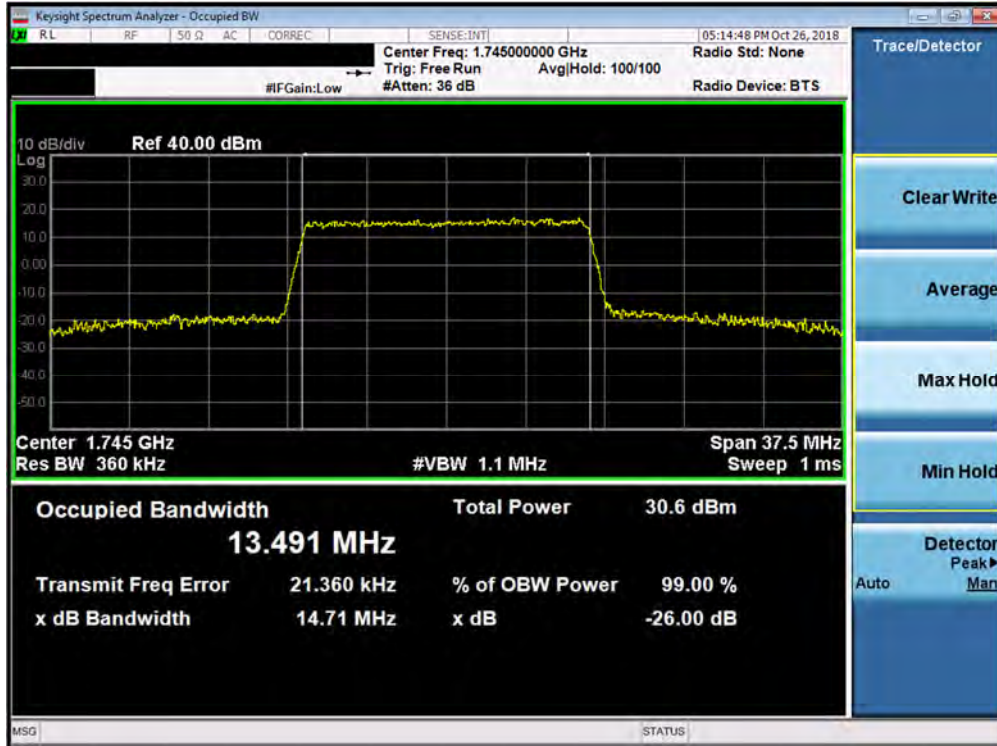 Keysight Spectrum Analyzer - Occupied BW
LXI RL RF 50 Ω AC CORREC SENSE:INT 05:14:48 PM Oct 26, 2018
Center Freq: 1.745000000 GHz Radio Std: None
Trig: Free Run Avg|Hold: 100/100
#IFGain:Low #Atten: 36 dB Radio Device: BTS
Trace/Detector
10 dB/div Ref 40.00 dBm
Log
30.0
20.0
10.0
0.00
-10.0
-20.0
-30.0
-40.0
-50.0
Center 1.745 GHz Span 37.5 MHz
Res BW 360 kHz #VBW 1.1 MHz Sweep 1 ms
Occupied Bandwidth Total Power 30.6 dBm
13.491 MHz
Transmit Freq Error 21.360 kHz % of OBW Power 99.00 %
x dB Bandwidth 14.71 MHz x dB -26.00 dB
Clear Write
Average
Max Hold
Min Hold
Detector
Peak▶
Auto Man
MSG STATUS